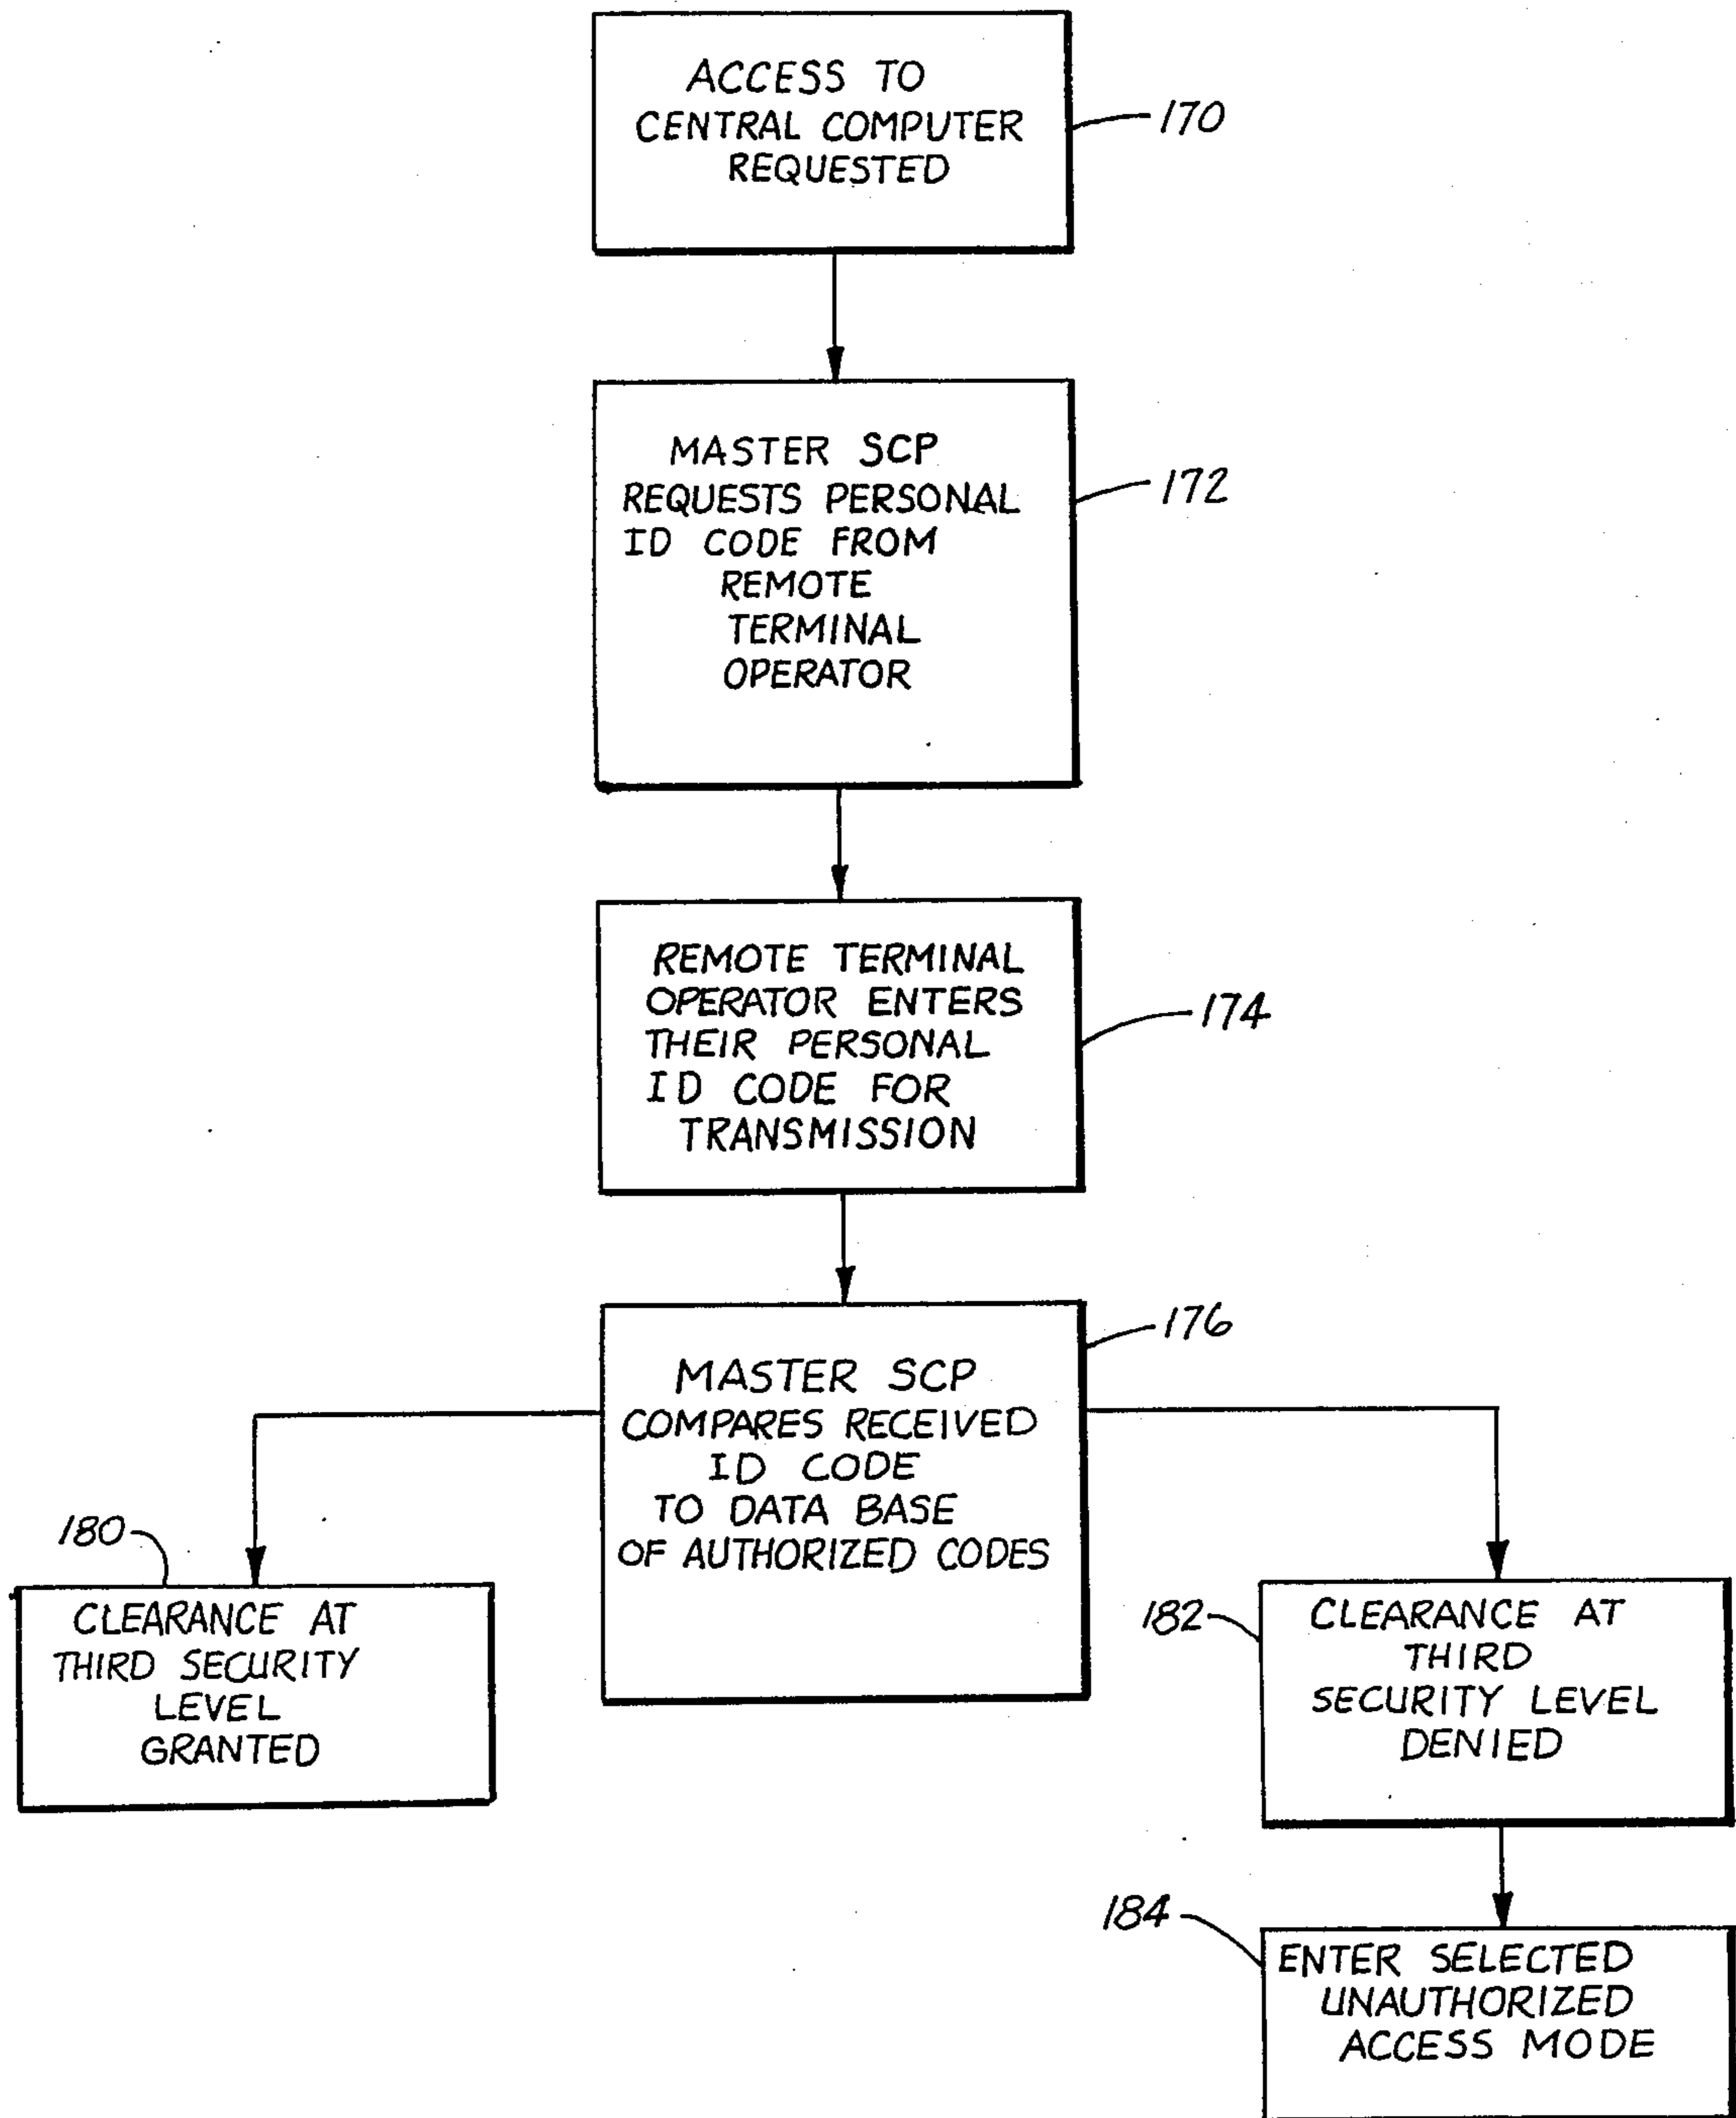 ACCESS TO
CENTRAL COMPUTER
REQUESTED
170
MASTER SCP
REQUESTS PERSONAL
ID CODE FROM
REMOTE
TERMINAL
OPERATOR
172
REMOTE TERMINAL
OPERATOR ENTERS
THEIR PERSONAL
ID CODE FOR
TRANSMISSION
174
MASTER SCP
COMPARES RECEIVED
ID CODE
TO DATA BASE
OF AUTHORIZED CODES
176
180
CLEARANCE AT
THIRD SECURITY
LEVEL
GRANTED
182
CLEARANCE AT
THIRD
SECURITY LEVEL
DENIED
184
ENTER SELECTED
UNAUTHORIZED
ACCESS MODE